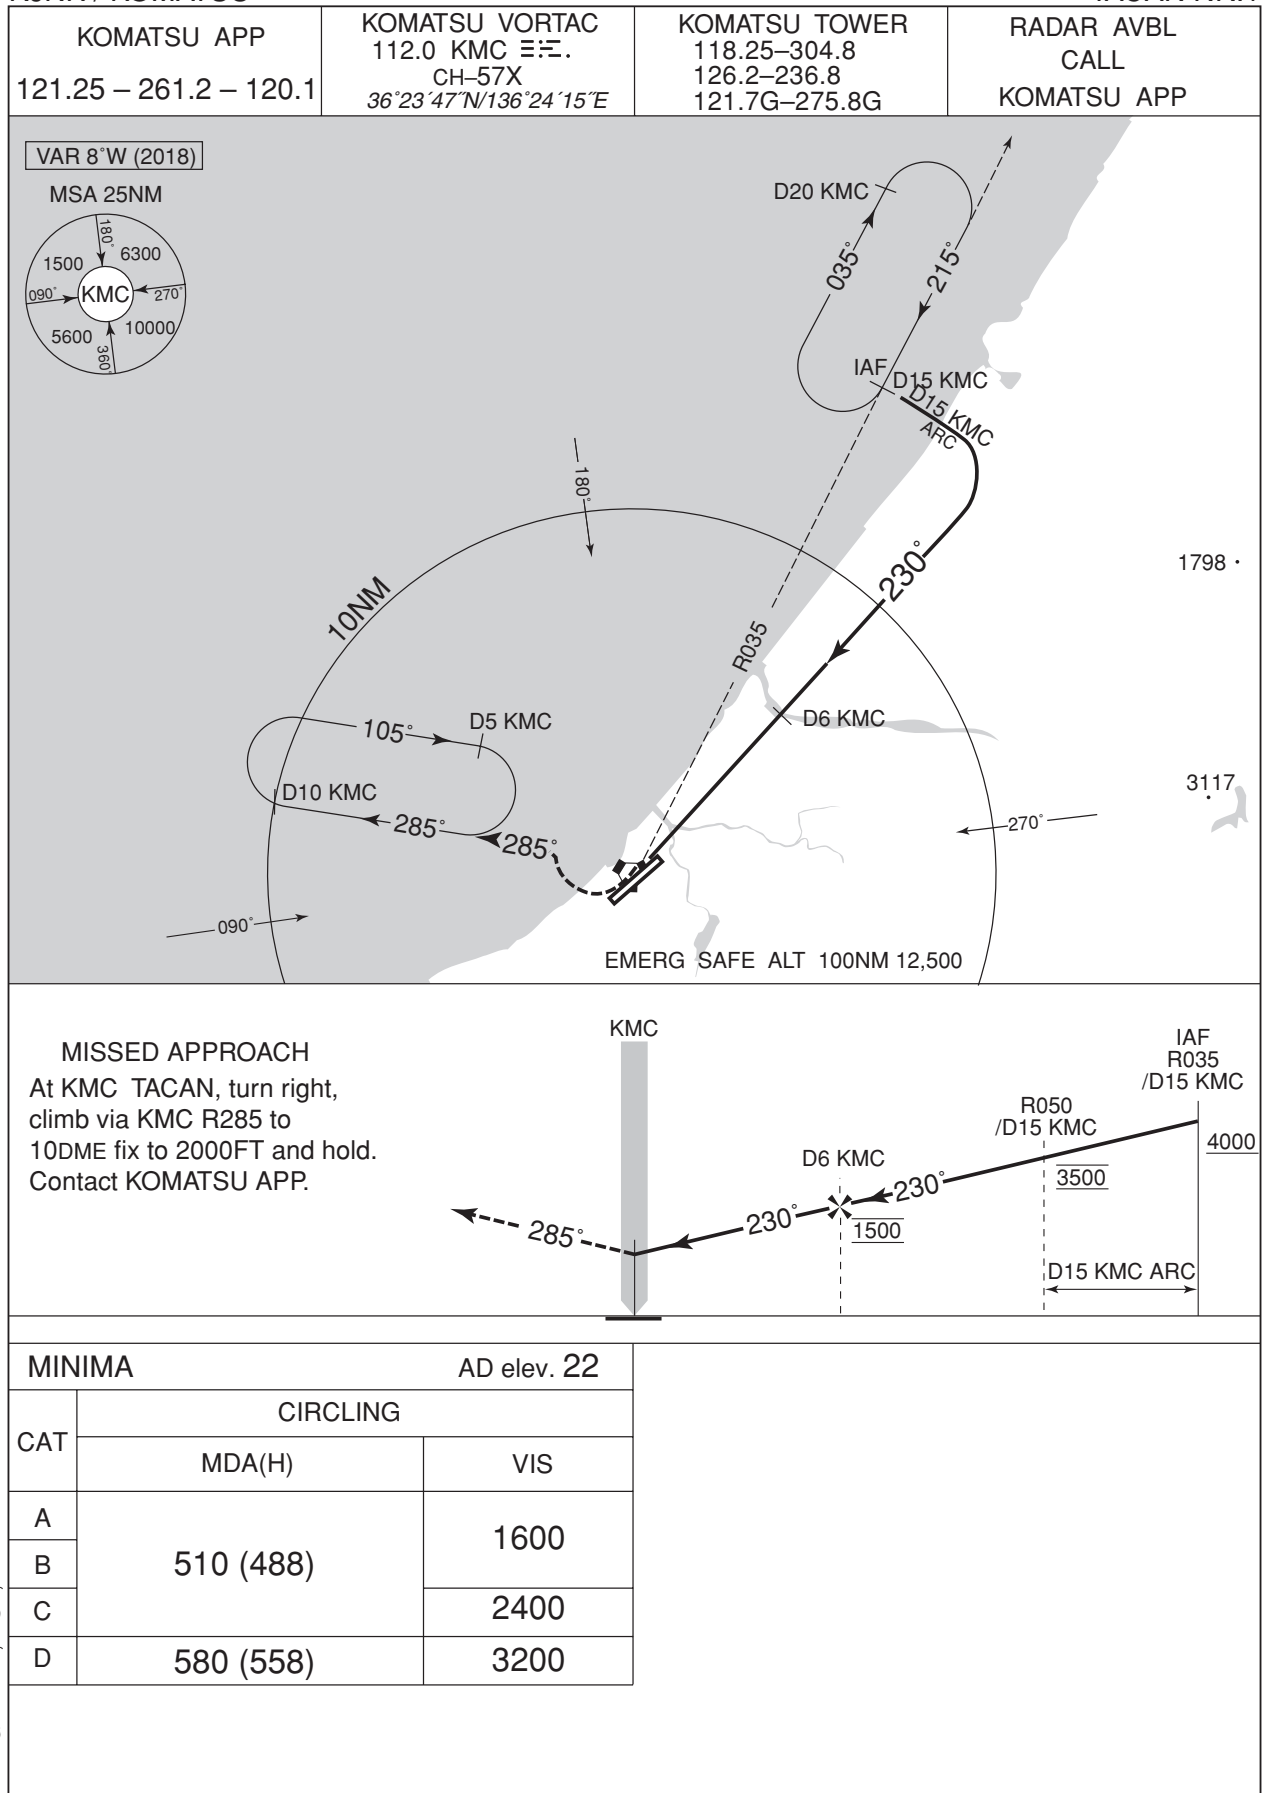 KOMATSU APP
121.25 – 261.2 – 120.1
KOMATSU VORTAC
112.0 KMC
CH–57X
36°23´47˝N/136°24´15˝E
KOMATSU TOWER
118.25–304.8
126.2–236.8
121.7G–275.8G
RADAR AVBL
CALL
KOMATSU APP
VAR 8°W (2018)
MSA 25NM
180°
1500
6300
090°
KMC
270°
5600
10000
360°
D20 KMC
035°
215°
IAF
D15 KMC
D15 KMC
ARC
180°
10NM
230°
1798
R035
105°
D5 KMC
D6 KMC
D10 KMC
3117
285°
285°
270°
090°
EMERG SAFE ALT 100NM 12,500
MISSED APPROACH
At KMC TACAN, turn right,
climb via KMC R285 to
10DME fix to 2000FT and hold.
Contact KOMATSU APP.
KMC
IAF
R035
/D15 KMC
R050
/D15 KMC
4000
D6 KMC
3500
230°
230°
1500
285°
D15 KMC ARC
MINIMA AD elev. 22
CAT
CIRCLING
MDA(H) VIS
A
B
510 (488)
1600
C
2400
D
580 (558)
3200